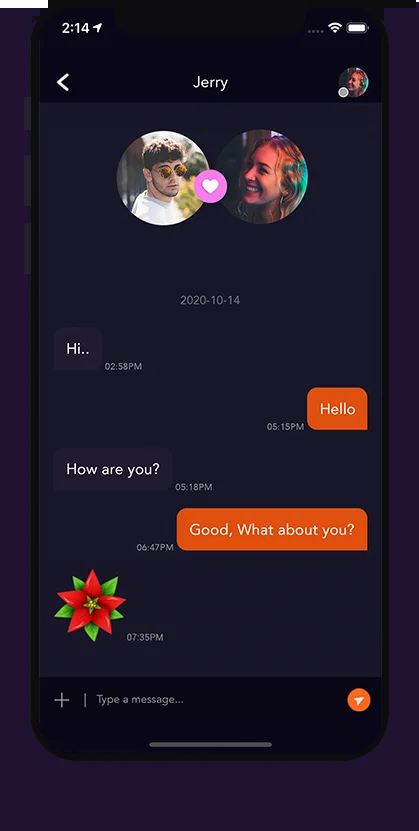 2:14
Jerry
2020-10-14
Hi..
02:58PM
Hello
05:15PM
How are you?
05:18PM
Good, What about you?
06:47PM
07:35PM
Type a message...